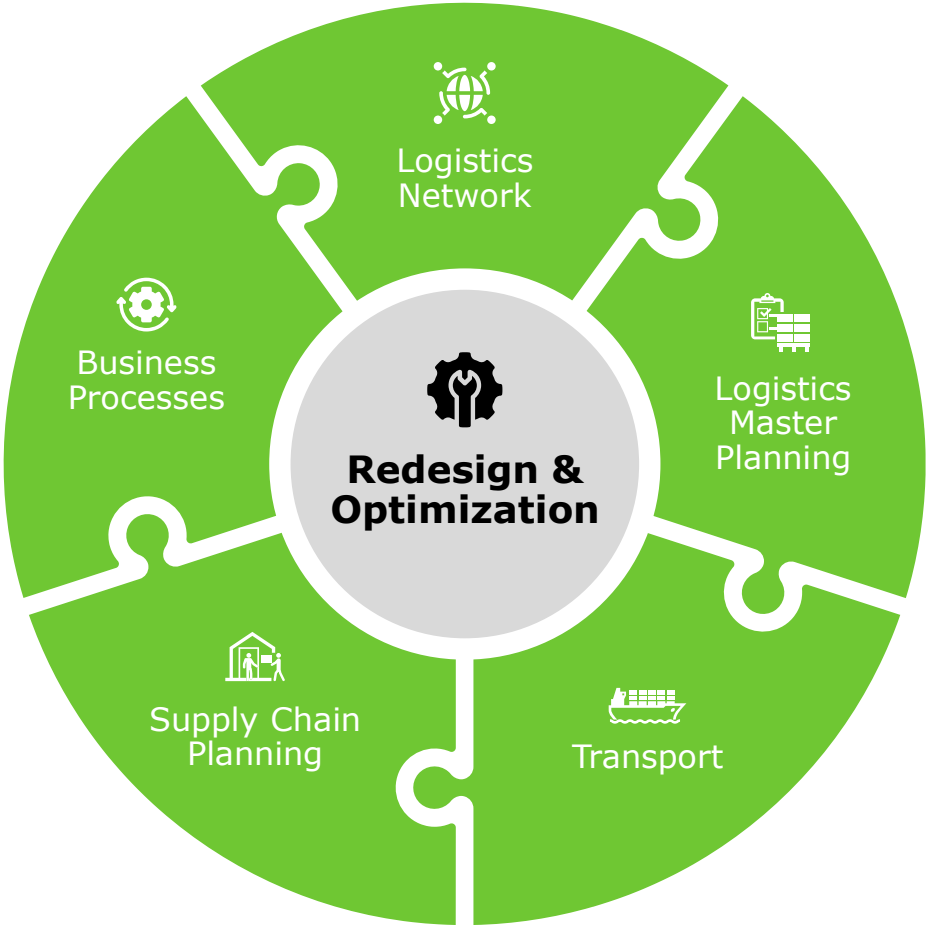 Logistics
Network
Logistics
Master
Planning
Transport
Supply Chain
Planning
Business
Processes
Redesign &
Optimization